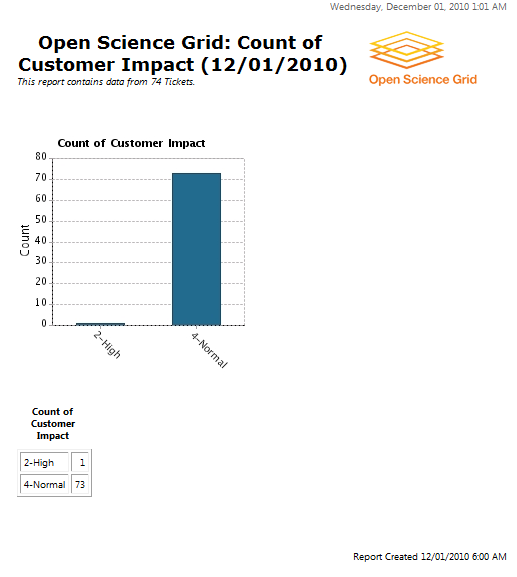 Wednesday, December 01, 2010 1:01 AM
Open Science Grid: Count of
Customer Impact (12/01/2010)
This report contains data from 74 Tickets.
Open Science Grid
Count of Customer Impact
80
70
60
50
40
30
20
10
0
Count
2-High
4-Normal
Count of
Customer
Impact
2-High 1
4-Normal 73
Report Created 12/01/2010 6:00 AM